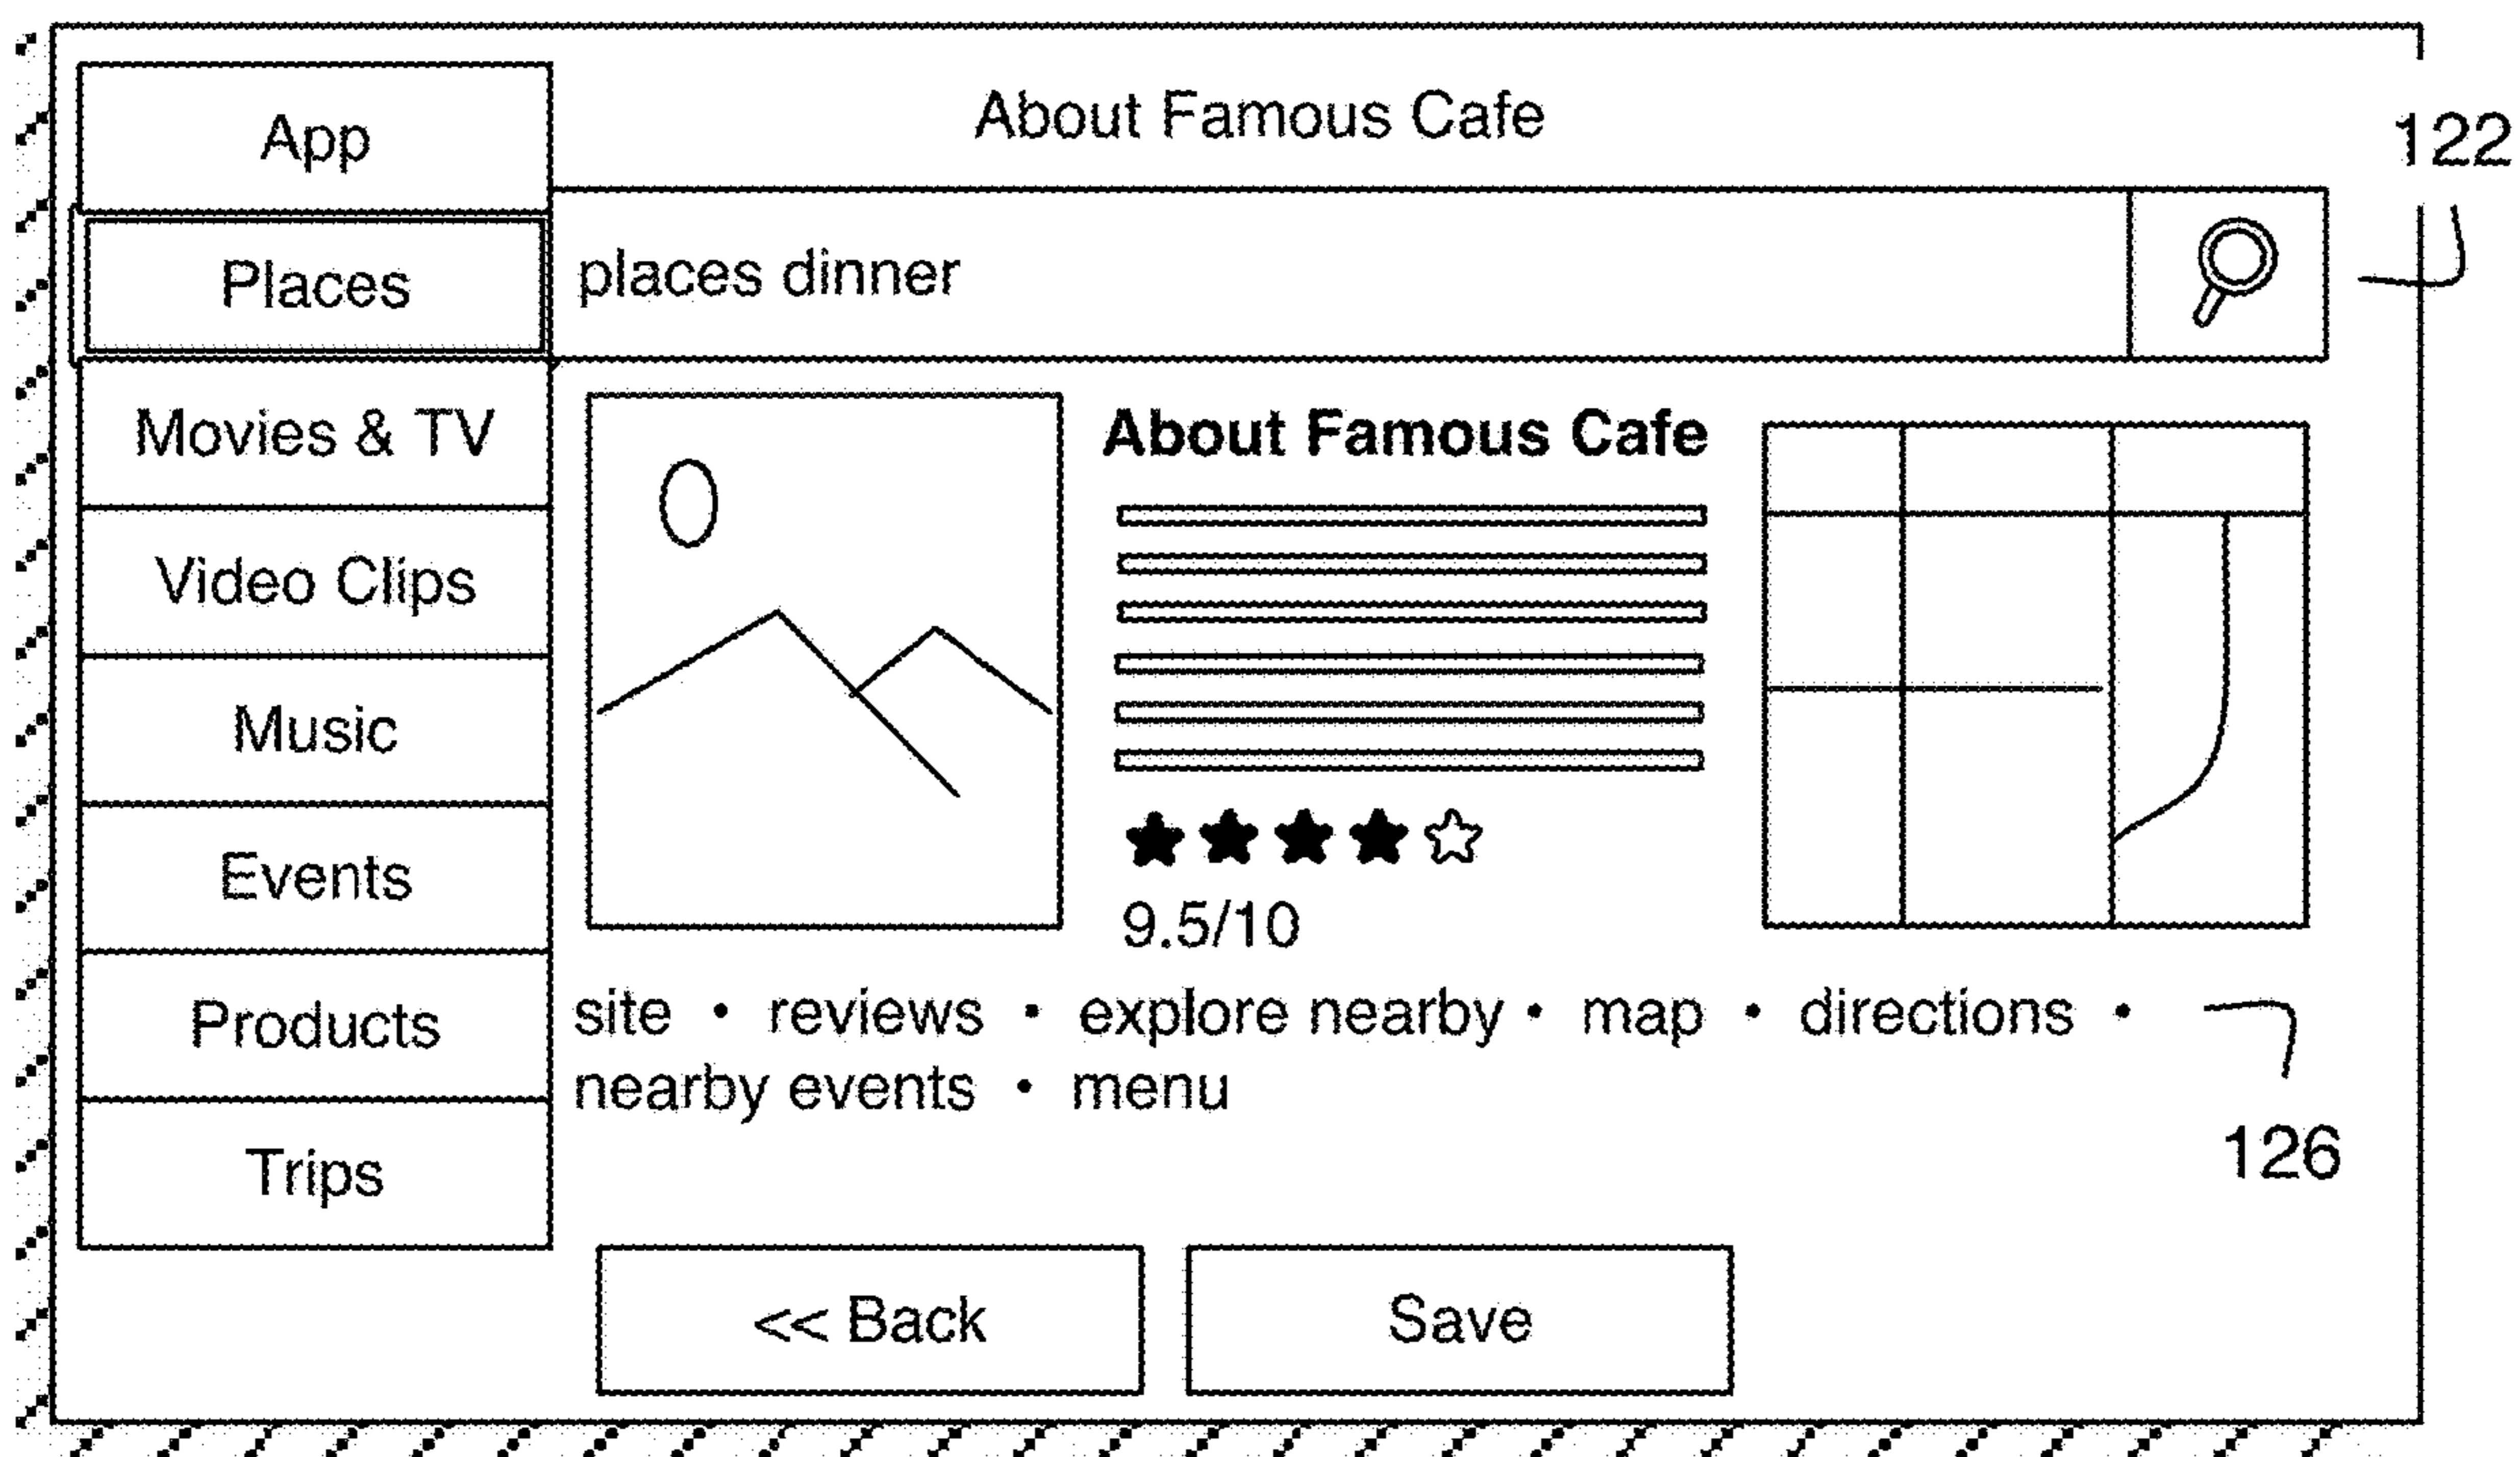 About Famous Cafe
122
App
Places
Movies & TV
Video Clips
Music
Events
Products
Trips
places dinner
About Famous Cafe
9.5/10
site • reviews • explore nearby • map • directions •
nearby events • menu
126
<< Back
Save